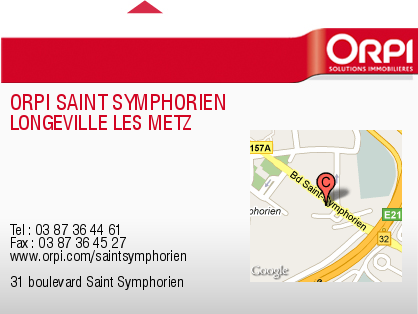 ORPI
SOLUTIONS IMMOBILIÈRES
ORPI SAINT SYMPHORIEN
LONGEVILLE LES METZ
157A
C
Bd Saint-Symphorien
phorien
E21
32
Google
Tel : 03 87 36 44 61
Fax : 03 87 36 45 27
www.orpi.com/saintsymphorien
31 boulevard Saint Symphorien